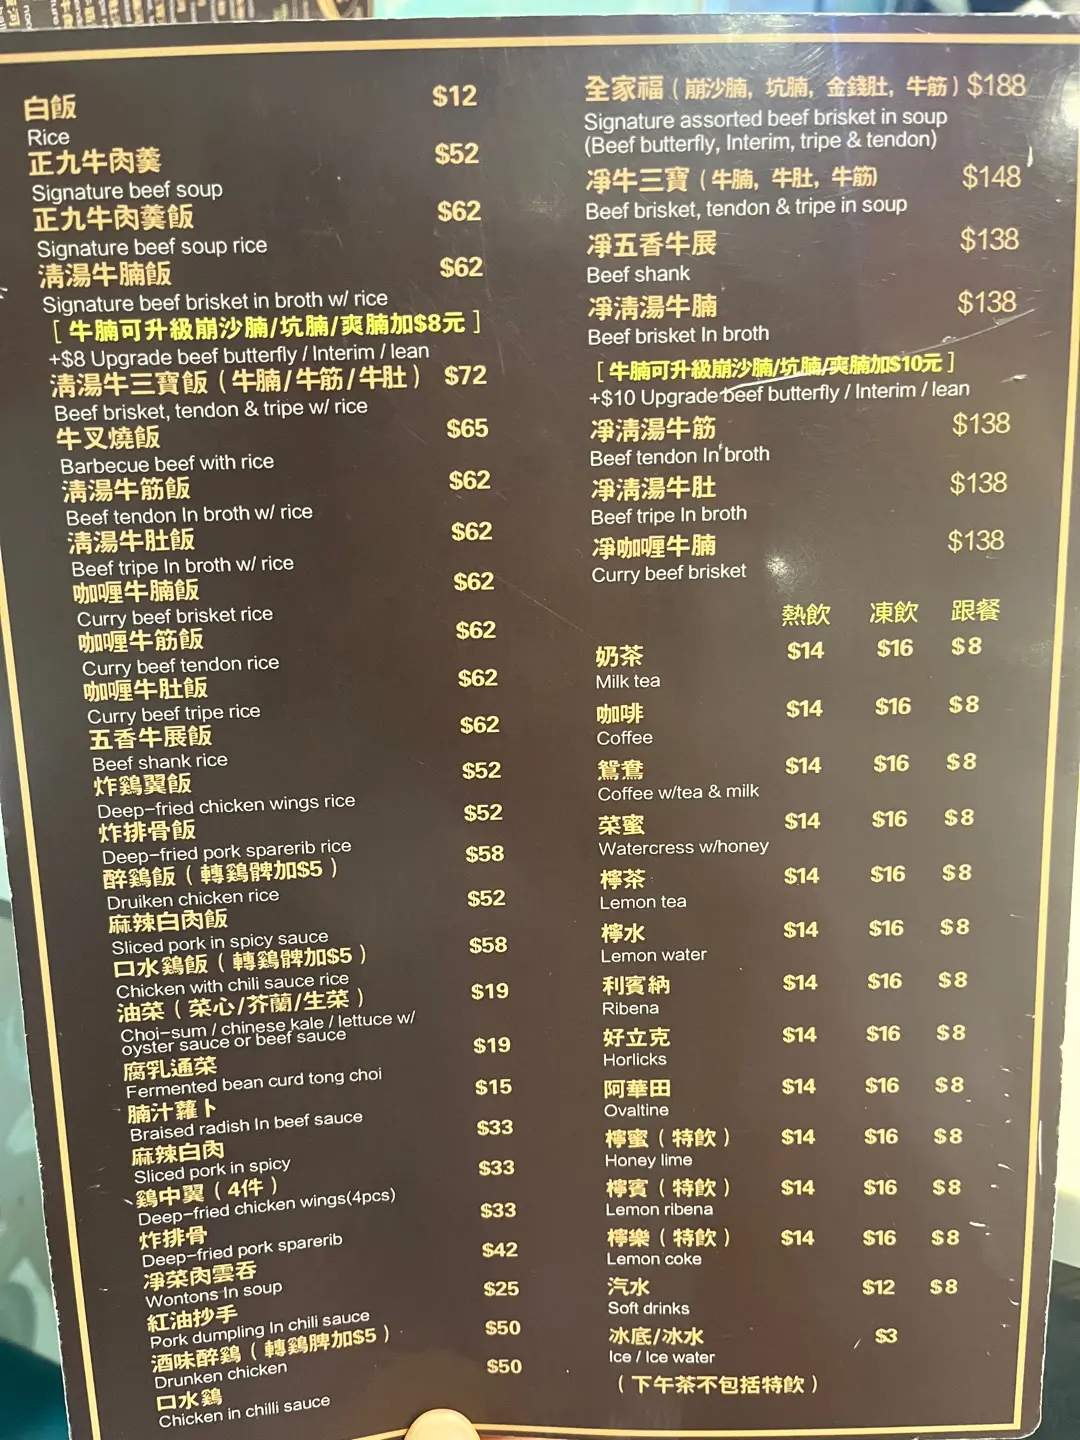 白飯 $12
Rice
正九牛肉羹 $52
Signature beef soup
正九牛肉羹飯 $62
Signature beef soup rice
清湯牛腩飯 $62
Signature beef brisket in broth w/ rice
[ 牛腩可升級崩沙腩/坑腩/爽腩加$8元 ]
+$8 Upgrade beef butterfly / Interim / lean
清湯牛三寶飯 ( 牛腩/牛筋/牛肚 ) $72
Beef brisket, tendon & tripe w/ rice
牛叉燒飯 $65
Barbecue beef with rice
清湯牛筋飯 $62
Beef tendon In broth w/ rice
清湯牛肚飯 $62
Beef tripe In broth w/ rice
咖喱牛腩飯 $62
Curry beef brisket rice
咖喱牛筋飯 $62
Curry beef tendon rice
咖喱牛肚飯 $62
Curry beef tripe rice
五香牛展飯 $62
Beef shank rice
炸鷄翼飯 $52
Deep-fried chicken wings rice
炸排骨飯 $52
Deep-fried pork sparerib rice
醉鷄飯 ( 轉鷄髀加$5 ) $58
Druiken chicken rice
麻辣白肉飯 $52
Sliced pork in spicy sauce
口水鷄飯 ( 轉鷄髀加$5 ) $58
Chicken with chili sauce rice
油菜 ( 菜心/芥蘭/生菜 ) $19
Choi-sum / chinese kale / lettuce w/
oyster sauce or beef sauce
腐乳通菜 $19
Fermented bean curd tong choi
腩汁蘿卜 $15
Braised radish In beef sauce
麻辣白肉 $33
Sliced pork in spicy
鷄中翼 ( 4件 ) $33
Deep-fried chicken wings(4pcs)
炸排骨 $33
Deep-fried pork sparerib
凈菜肉雲吞 $42
Wontons In soup
紅油抄手 $25
Pork dumpling In chili sauce
酒味醉鷄 ( 轉鷄髀加$5 ) $50
Drunken chicken
口水鷄 $50
Chicken in chilli sauce
全家福 ( 崩沙腩, 坑腩, 金錢肚, 牛筋 ) $188
Signature assorted beef brisket in soup
(Beef butterfly, Interim, tripe & tendon)
凈牛三寶 ( 牛腩, 牛肚, 牛筋) $148
Beef brisket, tendon & tripe in soup
凈五香牛展 $138
Beef shank
凈清湯牛腩 $138
Beef brisket In broth
[ 牛腩可升級崩沙腩/坑腩/爽腩加$10元 ]
+$10 Upgrade beef butterfly / Interim / lean
凈清湯牛筋 $138
Beef tendon In broth
凈清湯牛肚 $138
Beef tripe In broth
凈咖喱牛腩 $138
Curry beef brisket
熱飲 凍飲 跟餐
奶茶 $14 $16 $8
Milk tea
咖啡 $14 $16 $8
Coffee
鴛鴦 $14 $16 $8
Coffee w/tea & milk
菜蜜 $14 $16 $8
Watercress w/honey
檸茶 $14 $16 $8
Lemon tea
檸水 $14 $16 $8
Lemon water
利賓納 $14 $16 $8
Ribena
好立克 $14 $16 $8
Horlicks
阿華田 $14 $16 $8
Ovaltine
檸蜜 ( 特飲 ) $14 $16 $8
Honey lime
檸賓 ( 特飲 ) $14 $16 $8
Lemon ribena
檸樂 ( 特飲 ) $14 $16 $8
Lemon coke
汽水 $12 $8
Soft drinks
冰底/冰水 $3
Ice / Ice water
( 下午茶不包括特飲 )